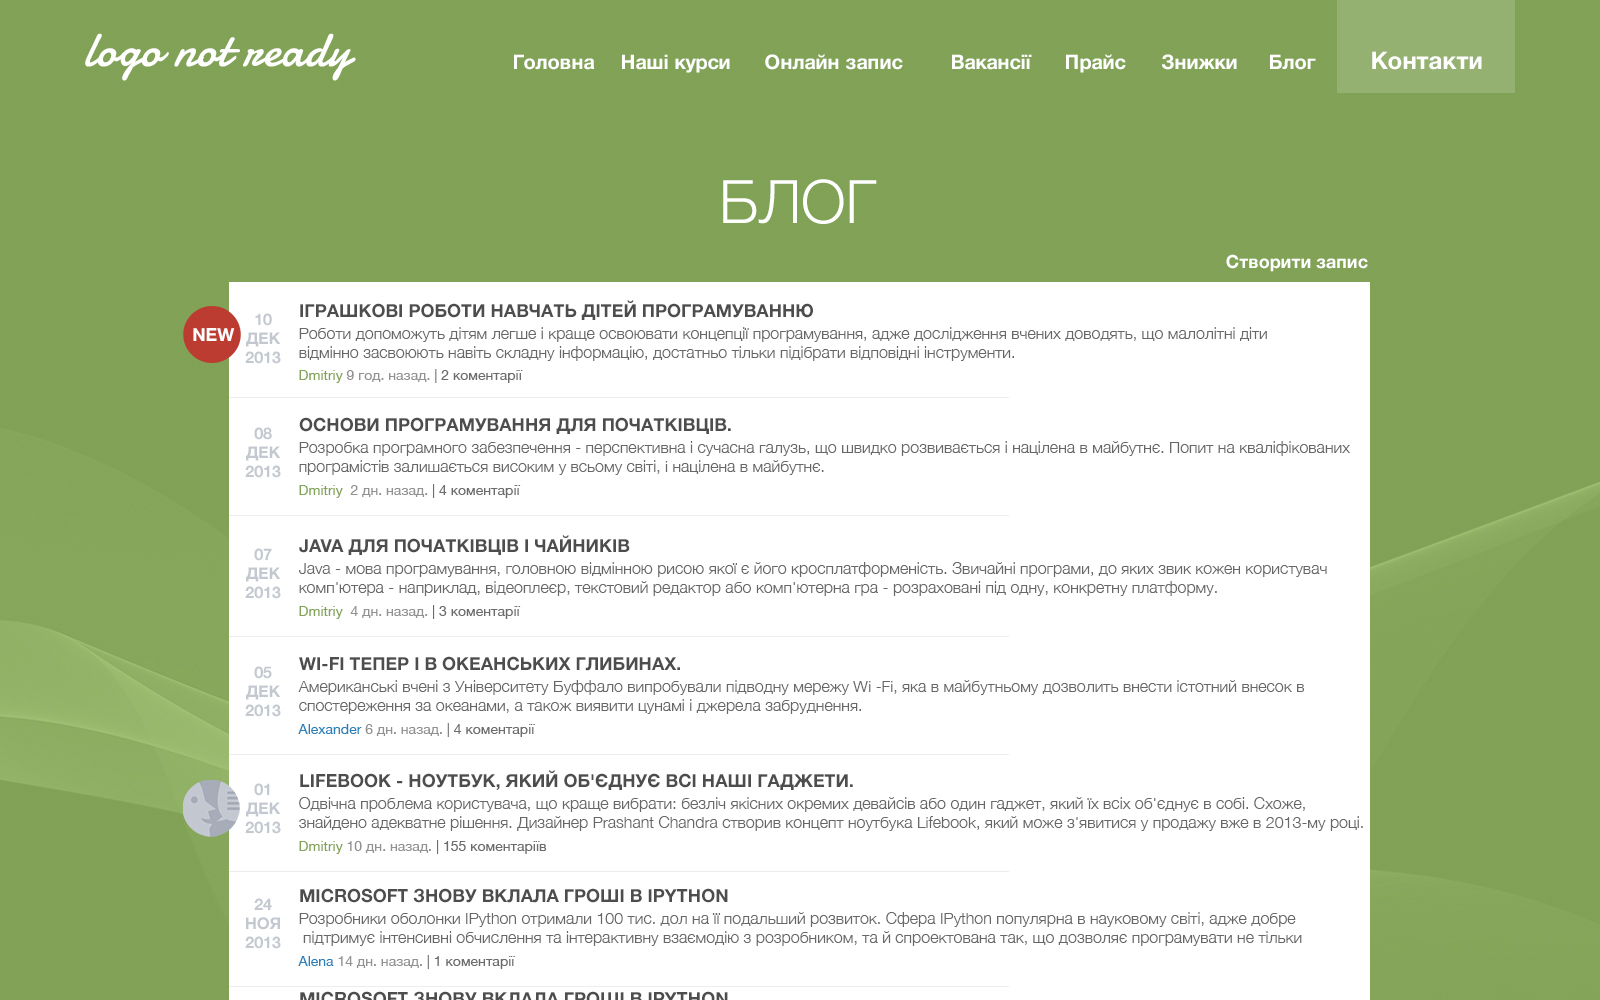 logo not ready
Головна Наші курси Онлайн запис Вакансії Прайс Знижки Блог Контакти
БЛОГ
Створити запис
NEW
10
ДЕК
2013
ІГРАШКОВІ РОБОТИ НАВЧАТЬ ДІТЕЙ ПРОГРАМУВАННЮ
Роботи допоможуть дітям легше і краще освоювати концепції програмування, адже дослідження вчених доводять, що малолітні діти
відмінно засвоюють навіть складну інформацію, достатньо тільки підібрати відповідні інструменти.
Dmitriy 9 год. назад. | 2 коментарії
08
ДЕК
2013
ОСНОВИ ПРОГРАМУВАННЯ ДЛЯ ПОЧАТКІВЦІВ.
Розробка програмного забезпечення - перспективна і сучасна галузь, що швидко розвивається і націлена в майбутнє. Попит на кваліфікованих
програмістів залишається високим у всьому світі, і націлена в майбутнє.
Dmitriy 2 дн. назад. | 4 коментарії
07
ДЕК
2013
JAVA ДЛЯ ПОЧАТКІВЦІВ І ЧАЙНИКІВ
Java - мова програмування, головною відмінною рисою якої є його кросплатформеність. Звичайні програми, до яких звик кожен користувач
комп'ютера - наприклад, відеоплеєр, текстовий редактор або комп'ютерна гра - розраховані під одну, конкретну платформу.
Dmitriy 4 дн. назад. | 3 коментарії
05
ДЕК
2013
WI-FI ТЕПЕР І В ОКЕАНСЬКИХ ГЛИБИНАХ.
Американські вчені з Університету Буффало випробували підводну мережу Wi -Fi, яка в майбутньому дозволить внести істотний внесок в
спостереження за океанами, а також виявити цунамі і джерела забруднення.
Alexander 6 дн. назад. | 4 коментарії
01
ДЕК
2013
LIFEBOOK - НОУТБУК, ЯКИЙ ОБ'ЄДНУЄ ВСІ НАШІ ГАДЖЕТИ.
Одвічна проблема користувача, що краще вибрати: безліч якісних окремих девайсів або один гаджет, який їх всіх об'єднує в собі. Схоже,
знайдено адекватне рішення. Дизайнер Prashant Chandra створив концепт ноутбука Lifebook, який може з'явитися у продажу вже в 2013-му році.
Dmitriy 10 дн. назад. | 155 коментаріїв
24
НОЯ
2013
MICROSOFT ЗНОВУ ВКЛАЛА ГРОШІ В IPYTHON
Розробники оболонки IPython отримали 100 тис. дол на її подальший розвиток. Сфера IPython популярна в науковому світі, адже добре
підтримує інтенсивні обчислення та інтерактивну взаємодію з розробником, та й спроектована так, що дозволяє програмувати не тільки
Alena 14 дн. назад. | 1 коментарії
MICROSOFT ЗНОВУ ВКЛАЛА ГРОШІ В IPYTHON